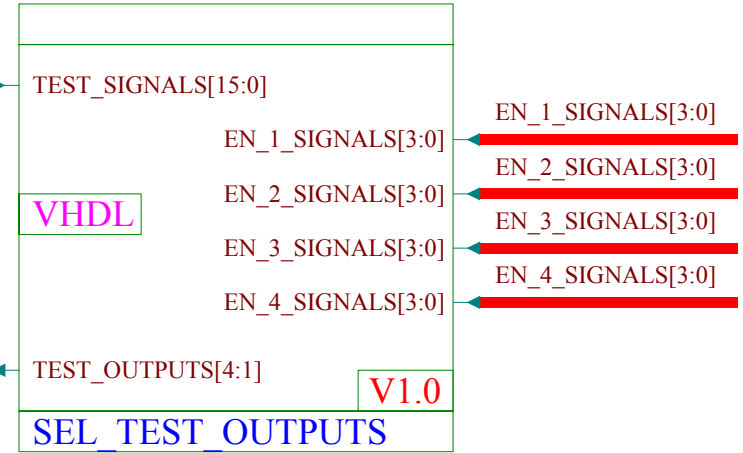 TEST_SIGNALS[15:0]
EN_1_SIGNALS[3:0]
EN_1_SIGNALS[3:0]
EN_2_SIGNALS[3:0]
EN_2_SIGNALS[3:0]
VHDL
EN_3_SIGNALS[3:0]
EN_3_SIGNALS[3:0]
EN_4_SIGNALS[3:0]
EN_4_SIGNALS[3:0]
TEST_OUTPUTS[4:1]
V1.0
SEL_TEST_OUTPUTS